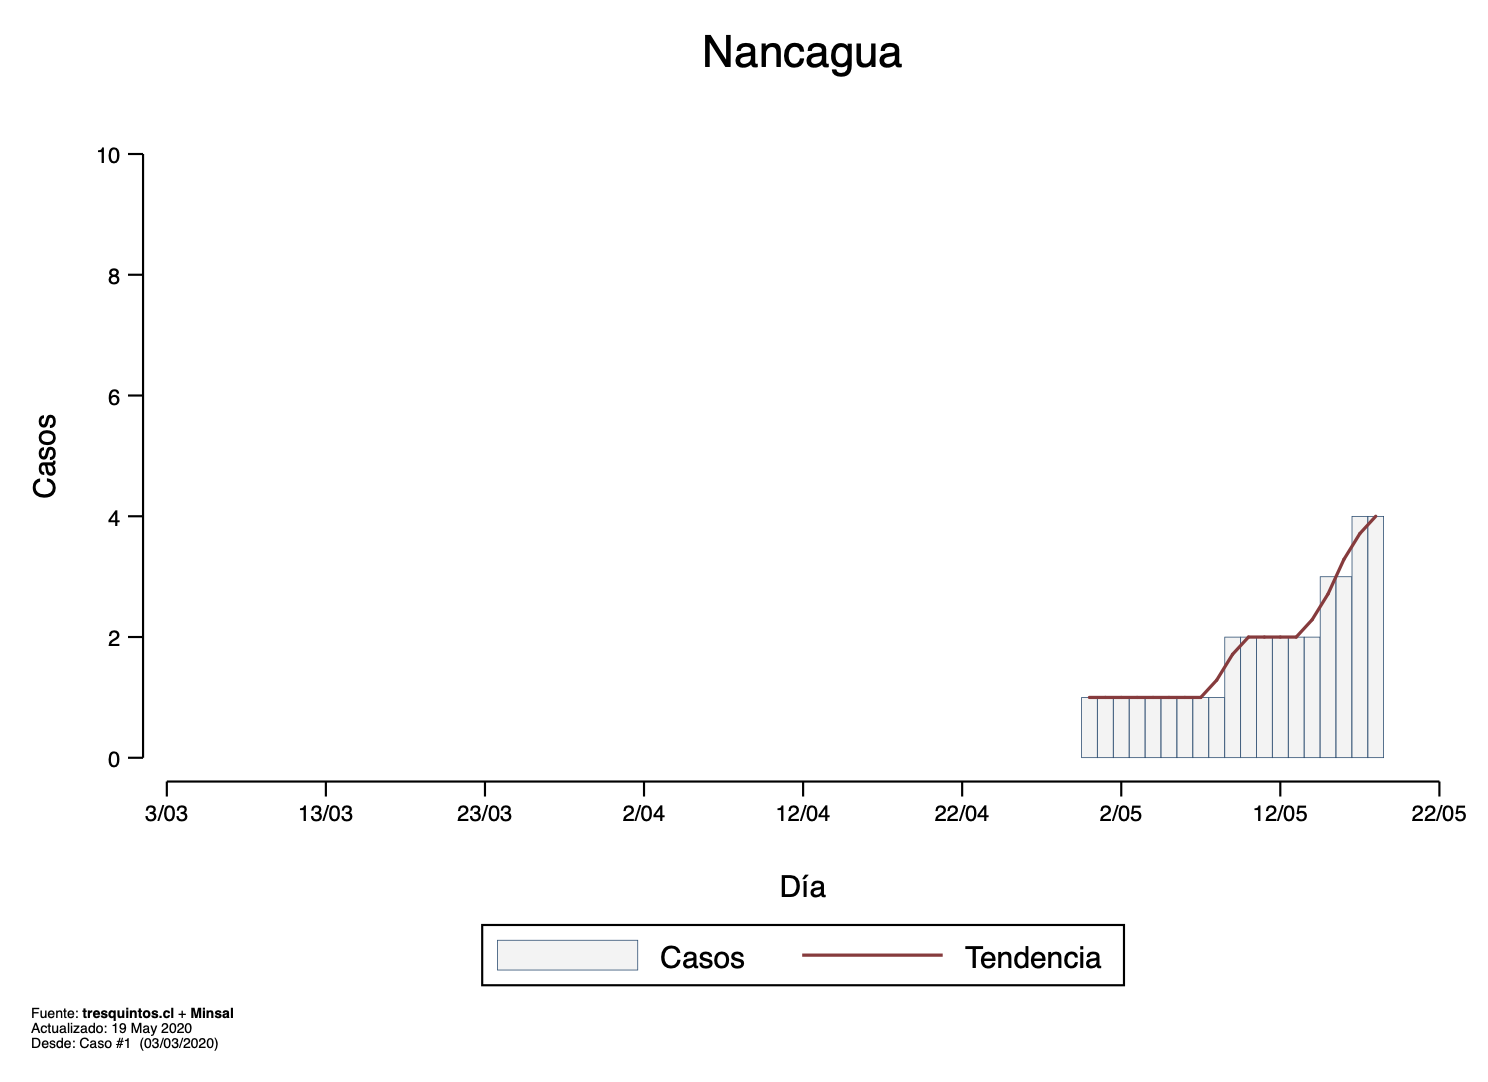 Nancagua
10
8
6
4
2
0
Casos
3/03 13/03 23/03 2/04 12/04 22/04 2/05 12/05 22/05
Día
Casos Tendencia
Fuente: tresquintos.cl + Minsal
Actualizado: 19 May 2020
Desde: Caso #1 (03/03/2020)